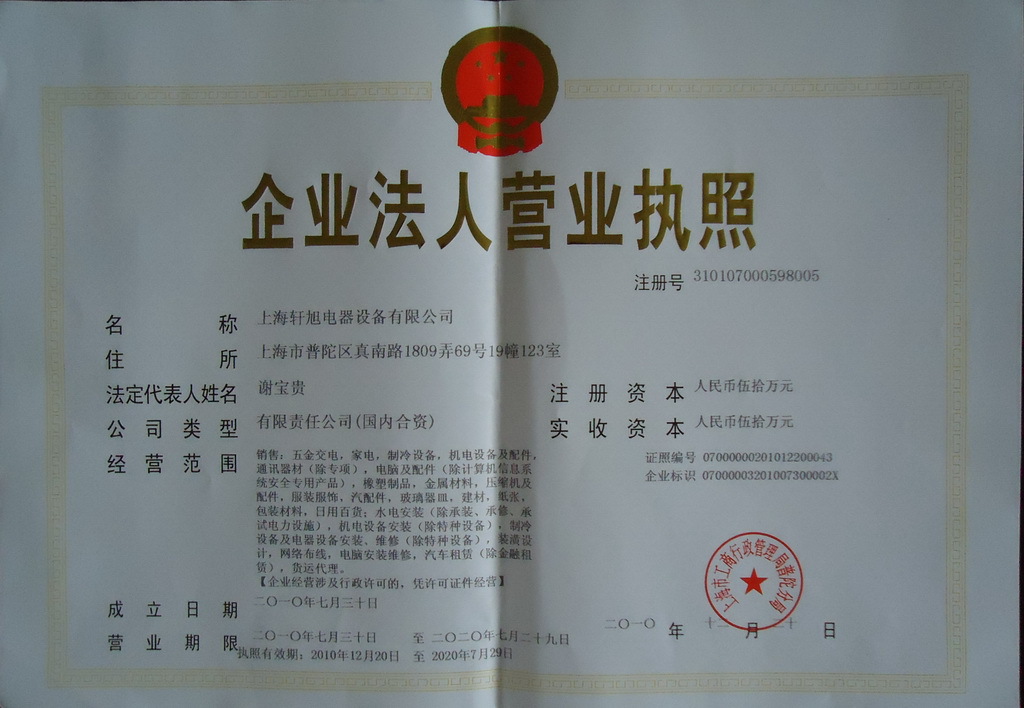 企业法人营业执照
注册号 310107000598005
名称 上海轩旭电器设备有限公司
住所 上海市普陀区真南路1809弄69号19幢123室
法定代表人姓名 谢宝贵
注册资本 人民币伍拾万元
公司类型 有限责任公司(国内合资)
实收资本 人民币伍拾万元
经营范围 销售：五金交电，家电，制冷设备，机电设备及配件，
通讯器材（除专项），电脑及配件（除计算机信息系
统安全专用产品），橡塑制品，金属材料，压缩机及
配件，服装服饰，汽配件，玻璃器皿。建材，纸张，
包装材料，日用百货；水电安装（除承装、承修、承
试电力设施），机电设备安装（除特种设备），制冷
设备及电器设备安装、维修（除特种设备），装潢设
计，网络布线，电脑安装维修，汽车租赁（除金融租
赁），货运代理。
【企业经营涉及行政许可的，凭许可证件经营】
证照编号 07000000201012200043
企业标识 07000003201007300002X
上海市工商行政管理局普陀分局
成立日期 二〇一〇年七月三十日
营业期限 二〇一〇年七月三十日 至 二〇二〇年七月二十九日
执照有效期：2010年12月20日 至 2020年7月29日
二〇一〇 年 十二 月 二十 日